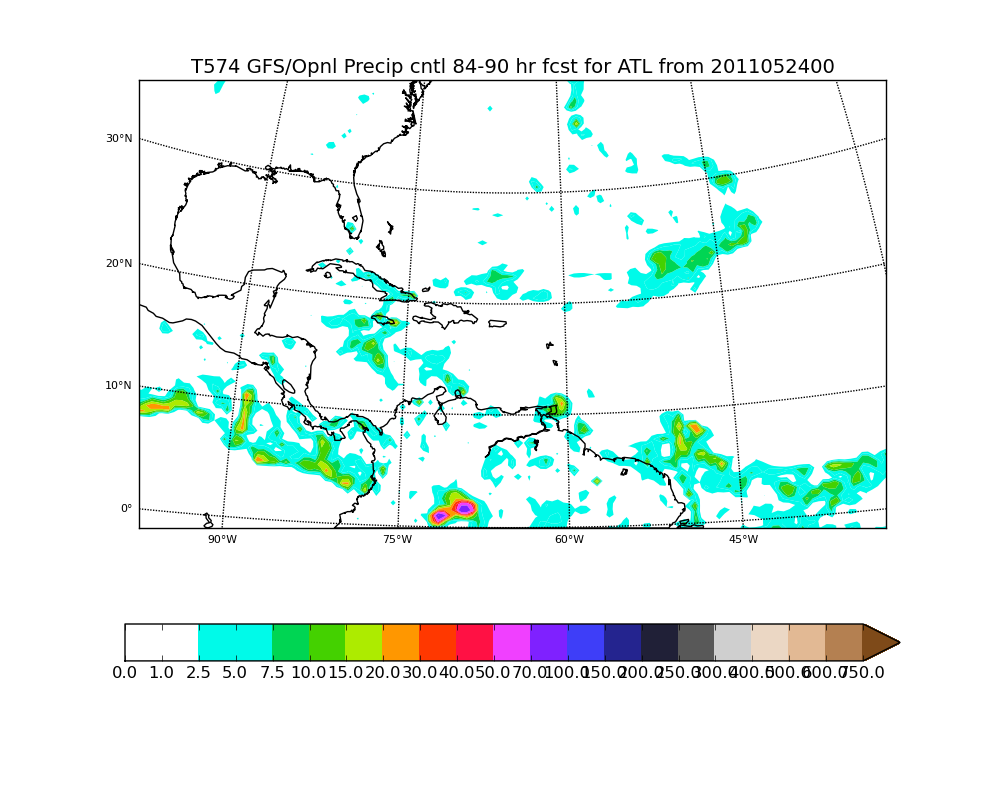 T574 GFS/Opnl Precip cntl 84-90 hr fcst for ATL from 2011052400
30°N
20°N
10°N
0°
90°W 75°W 60°W 45°W
0.0 1.0 2.5 5.0 7.5 10.0 15.0 20.0 30.0 40.0 50.0 70.0 100.0 150.0 200.0 250.0 300.0 400.0 500.0 600.0 750.0